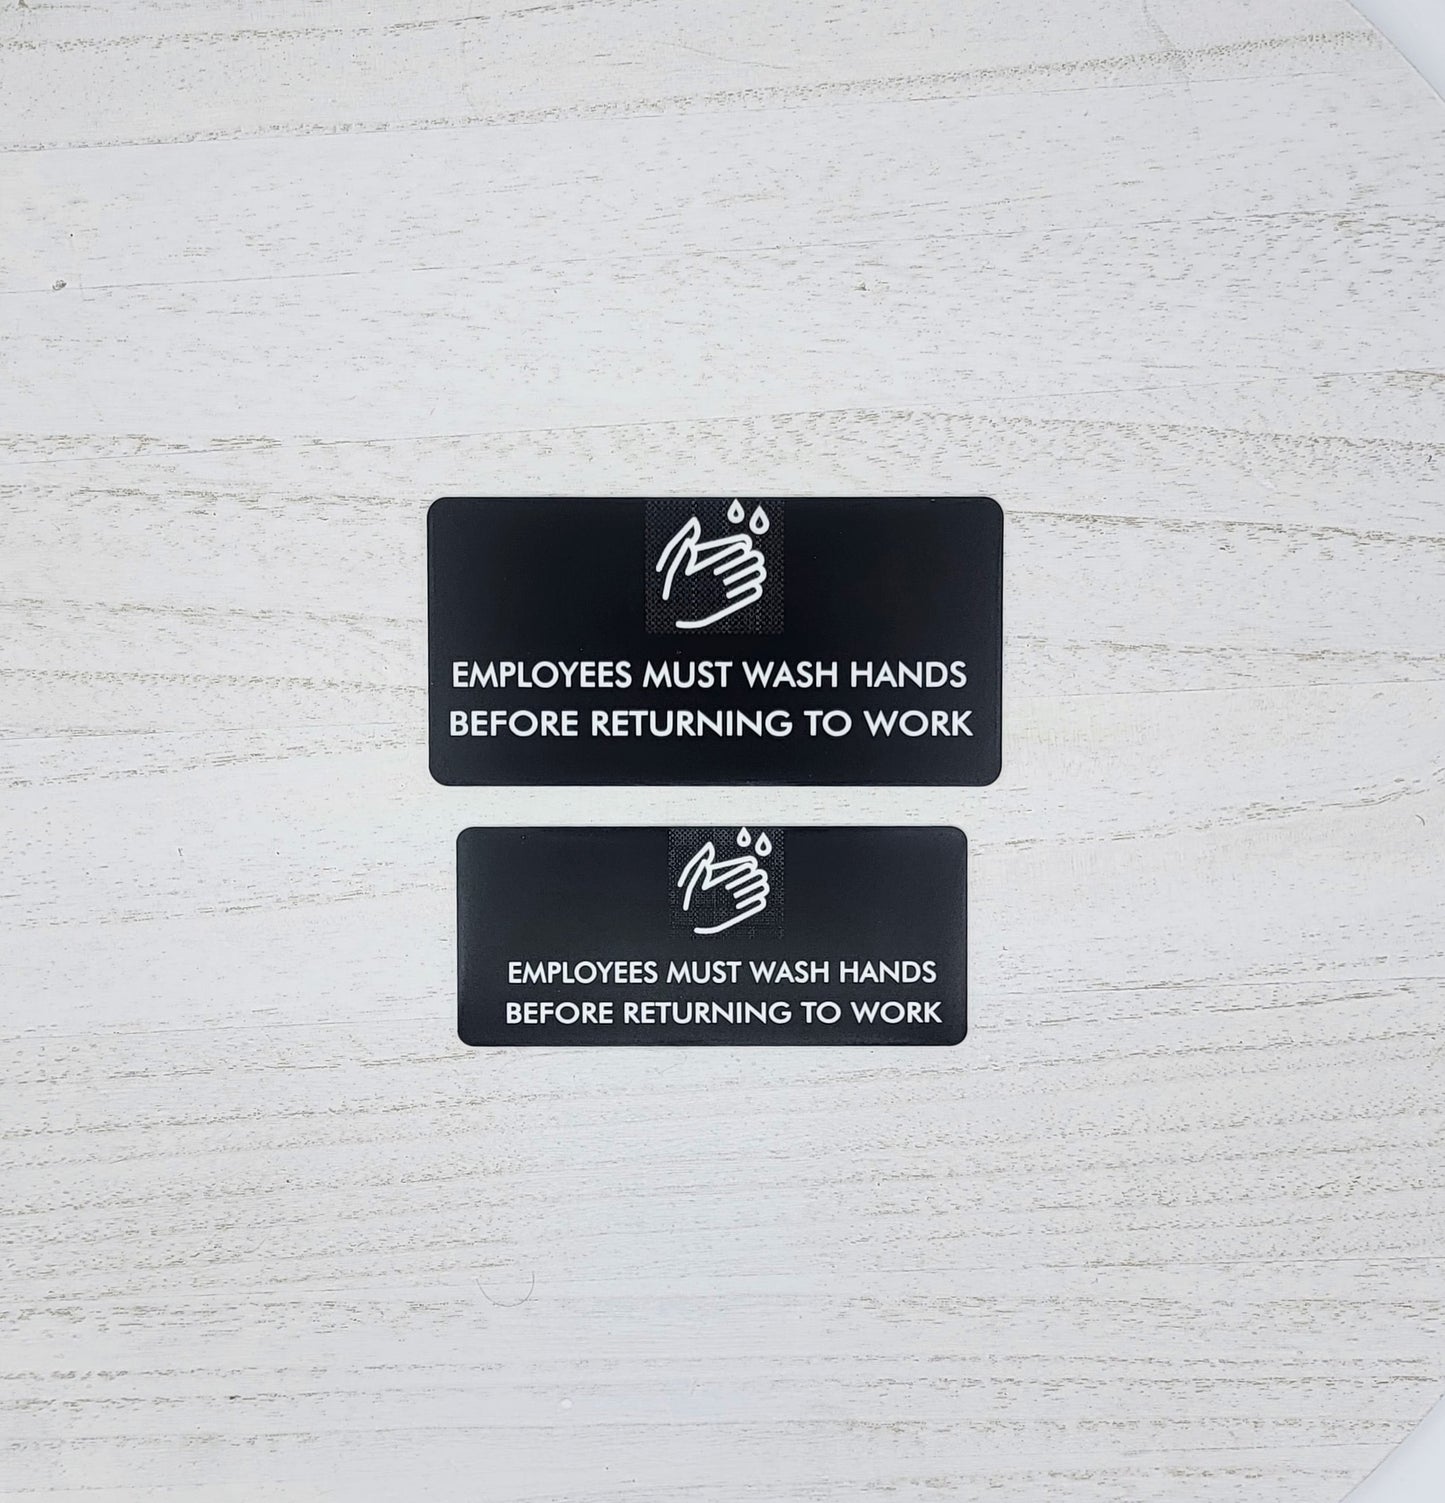 EMPLOYEES MUST WASH HANDS
BEFORE RETURNING TO WORK
EMPLOYEES MUST WASH HANDS
BEFORE RETURNING TO WORK